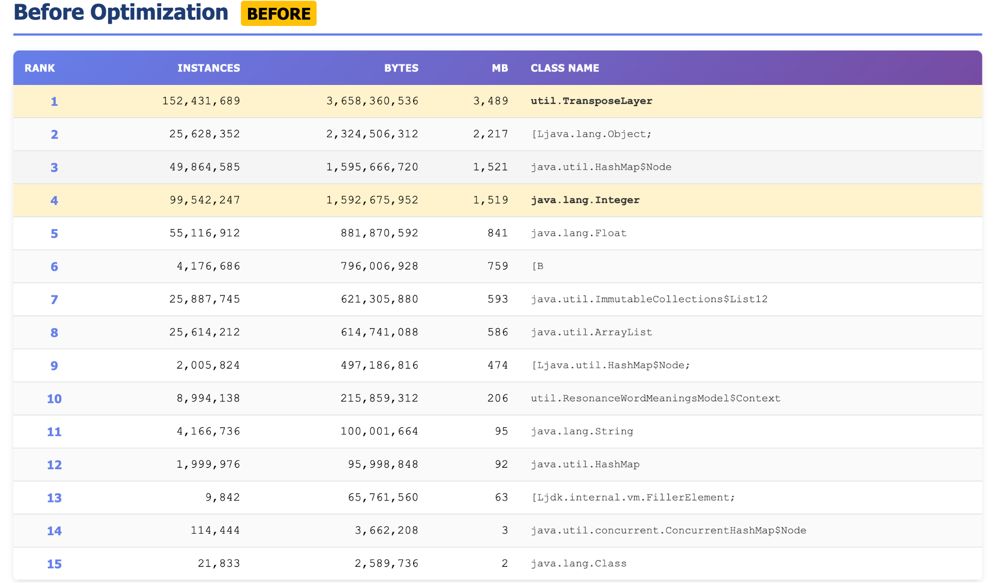 Before Optimization BEFORE
RANK INSTANCES BYTES MB CLASS NAME
1 152,431,689 3,658,360,536 3,489 util.TransposeLayer
2 25,628,352 2,324,506,312 2,217 [Ljava.lang.Object;
3 49,864,585 1,595,666,720 1,521 java.util.HashMap$Node
4 99,542,247 1,592,675,952 1,519 java.lang.Integer
5 55,116,912 881,870,592 841 java.lang.Float
6 4,176,686 796,006,928 759 [B
7 25,887,745 621,305,880 593 java.util.ImmutableCollections$List12
8 25,614,212 614,741,088 586 java.util.ArrayList
9 2,005,824 497,186,816 474 [Ljava.util.HashMap$Node;
10 8,994,138 215,859,312 206 util.ResonanceWordMeaningsModel$Context
11 4,166,736 100,001,664 95 java.lang.String
12 1,999,976 95,998,848 92 java.util.HashMap
13 9,842 65,761,560 63 [Ljdk.internal.vm.FillerElement;
14 114,444 3,662,208 3 java.util.concurrent.ConcurrentHashMap$Node
15 21,833 2,589,736 2 java.lang.Class